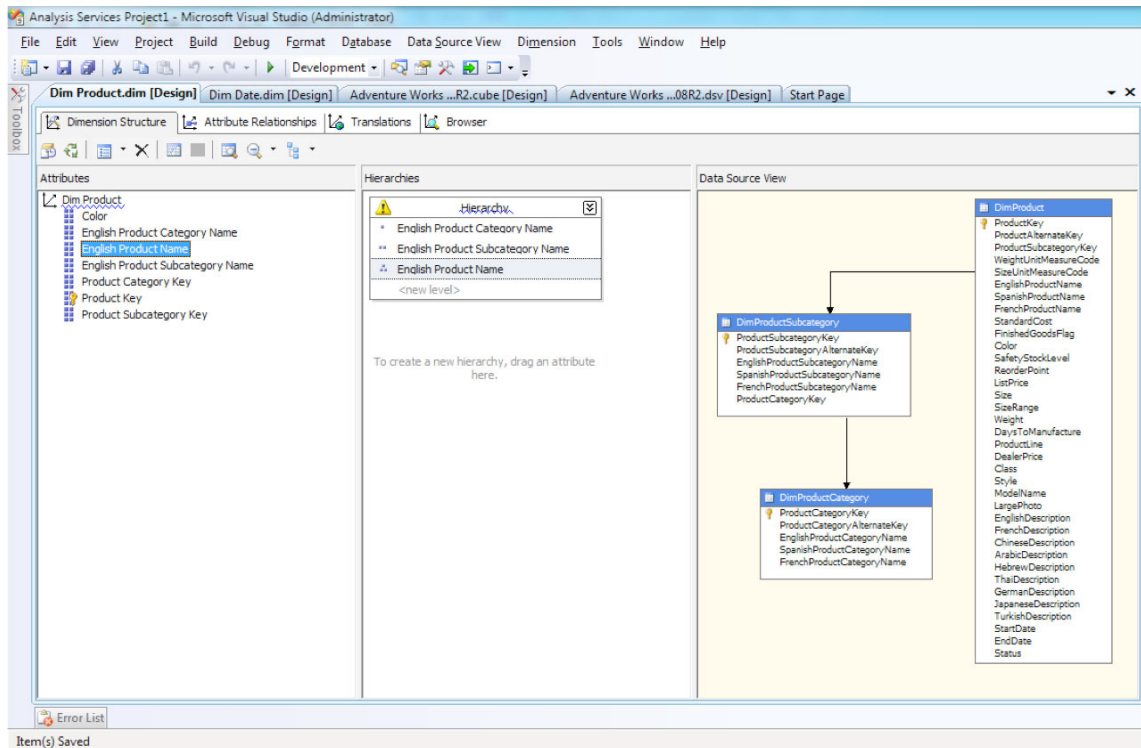 Analysis Services Project1 - Microsoft Visual Studio (Administrator)
File Edit View Project Build Debug Format Database Data Source View Dimension Tools Window Help
Development
Toolbox
Dim Product.dim [Design] Dim Date.dim [Design] Adventure Works ...R2.cube [Design] Adventure Works ...08R2.dsv [Design] Start Page
Dimension Structure Attribute Relationships Translations Browser
Attributes
Dim Product
Color
English Product Category Name
English Product Name
English Product Subcategory Name
Product Category Key
Product Key
Product Subcategory Key
Hierarchies
Hierarchy
English Product Category Name
English Product Subcategory Name
English Product Name
<new level>
To create a new hierarchy, drag an attribute
here.
Data Source View
DimProductSubcategory
ProductSubcategoryKey
ProductSubcategoryAlternateKey
EnglishProductSubcategoryName
SpanishProductSubcategoryName
FrenchProductSubcategoryName
ProductCategoryKey
DimProductCategory
ProductCategoryKey
ProductCategoryAlternateKey
EnglishProductCategoryName
SpanishProductCategoryName
FrenchProductCategoryName
DimProduct
ProductKey
ProductAlternateKey
ProductSubcategoryKey
WeightUnitMeasureCode
SizeUnitMeasureCode
EnglishProductName
SpanishProductName
FrenchProductName
StandardCost
FinishedGoodsFlag
Color
SafetyStockLevel
ReorderPoint
ListPrice
Size
SizeRange
Weight
DaysToManufacture
ProductLine
DealerPrice
Class
Style
ModelName
LargePhoto
EnglishDescription
FrenchDescription
ChineseDescription
ArabicDescription
HebrewDescription
ThaiDescription
GermanDescription
JapaneseDescription
TurkishDescription
StartDate
EndDate
Status
Error List
Item(s) Saved